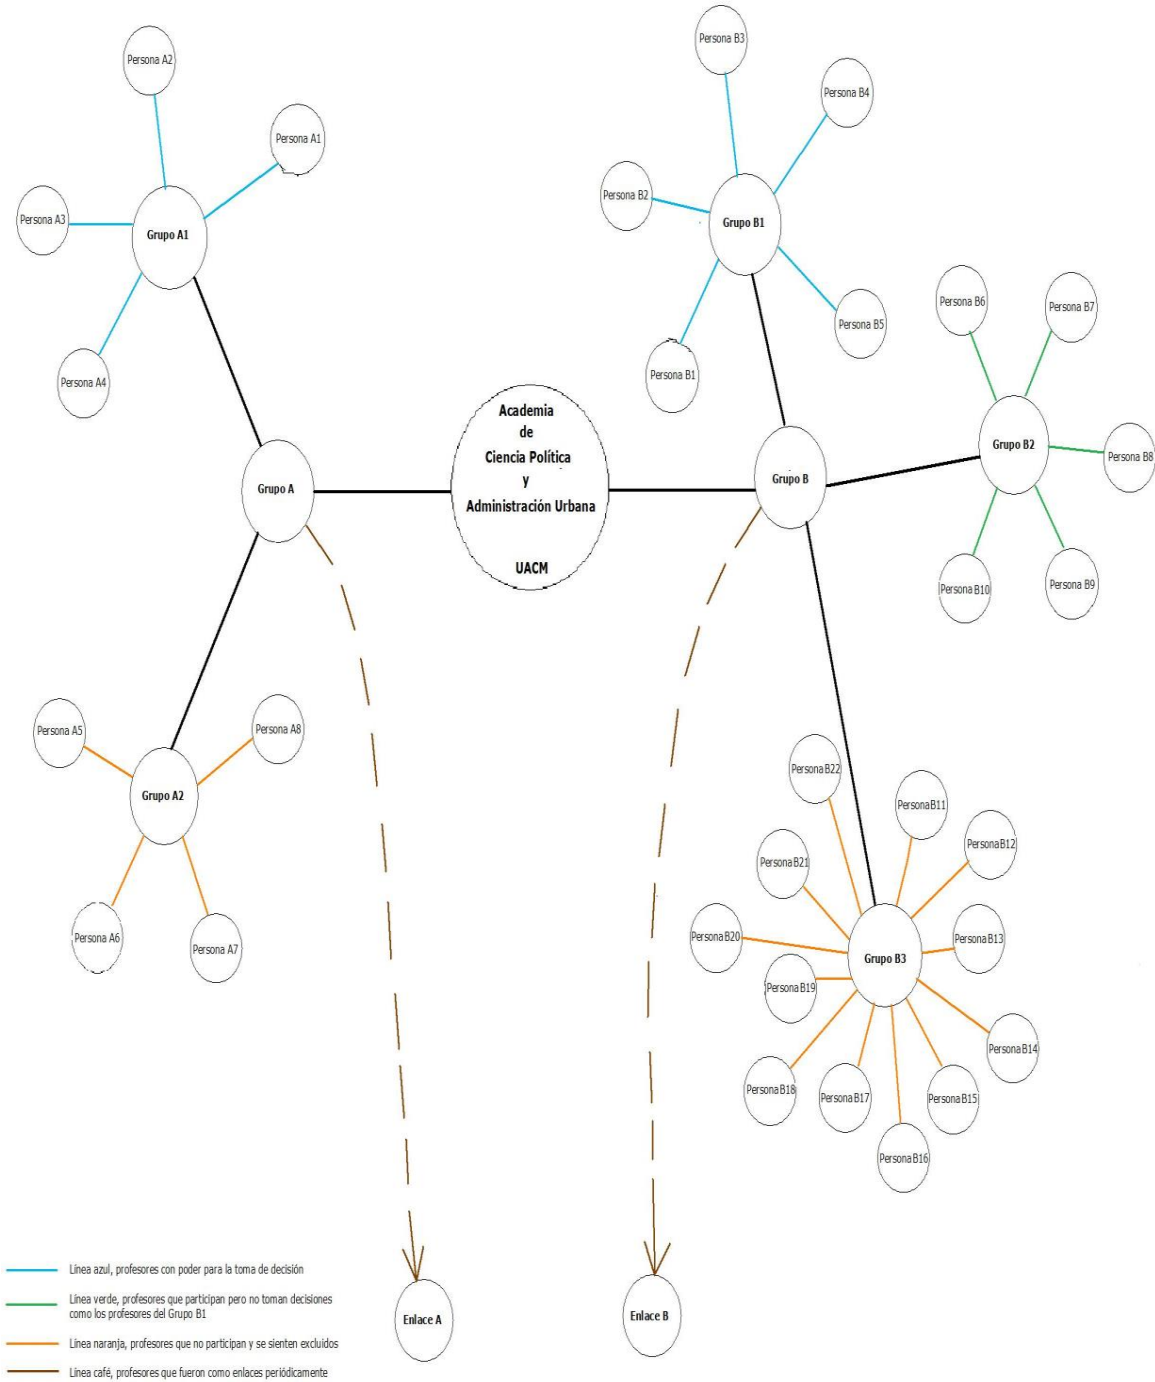 Persona A2
Persona A1
Persona A3
Grupo A1
Persona A4
Persona B3
Persona B4
Persona B2
Grupo B1
Persona B5
Persona B1
Persona B6
Persona B7
Grupo B2
Persona B8
Persona B10
Persona B9
Academia
de
Ciencia Política
y
Administración Urbana
UACM
Grupo A
Grupo B
Persona A5
Persona A8
Grupo A2
Persona A6
Persona A7
Persona B22
Persona B11
Persona B12
Persona B21
Persona B20
Persona B13
Grupo B3
Persona B19
Persona B14
Persona B18
Persona B17
Persona B15
Persona B16
Enlace A
Enlace B
Línea azul, profesores con poder para la toma de decisión
Línea verde, profesores que participan pero no toman decisiones
como los profesores del Grupo B1
Línea naranja, profesores que no participan y se sienten excluidos
Línea café, profesores que fueron como enlaces periódicamente